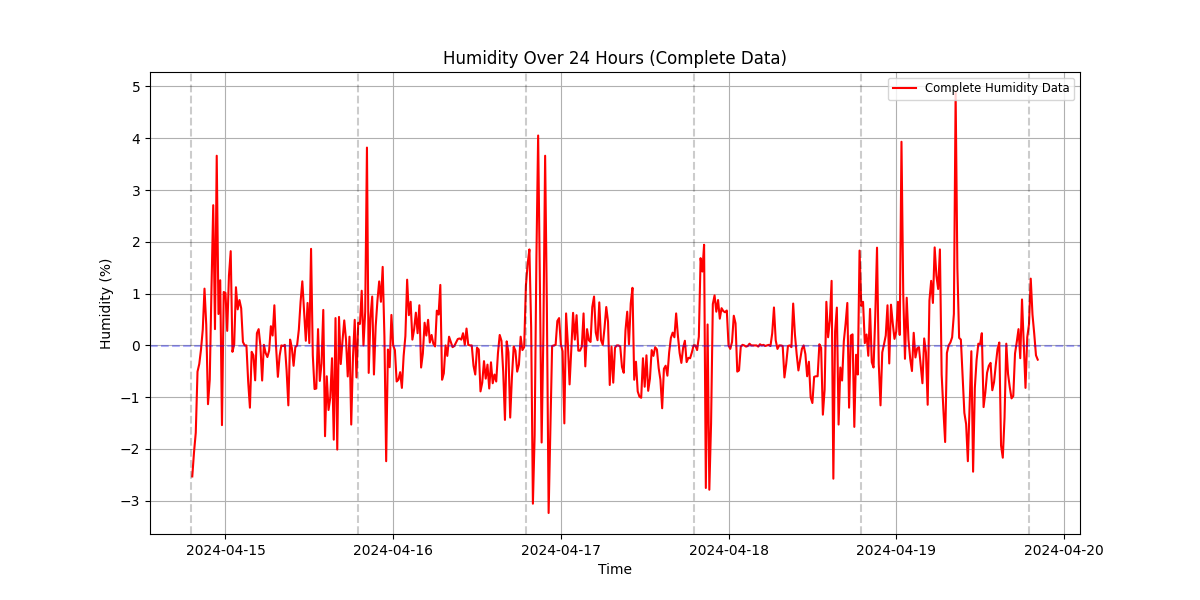 Humidity Over 24 Hours (Complete Data)
Complete Humidity Data
Humidity (%)
5
4
3
2
1
0
−1
−2
−3
2024-04-15 2024-04-16 2024-04-17 2024-04-18 2024-04-19 2024-04-20
Time